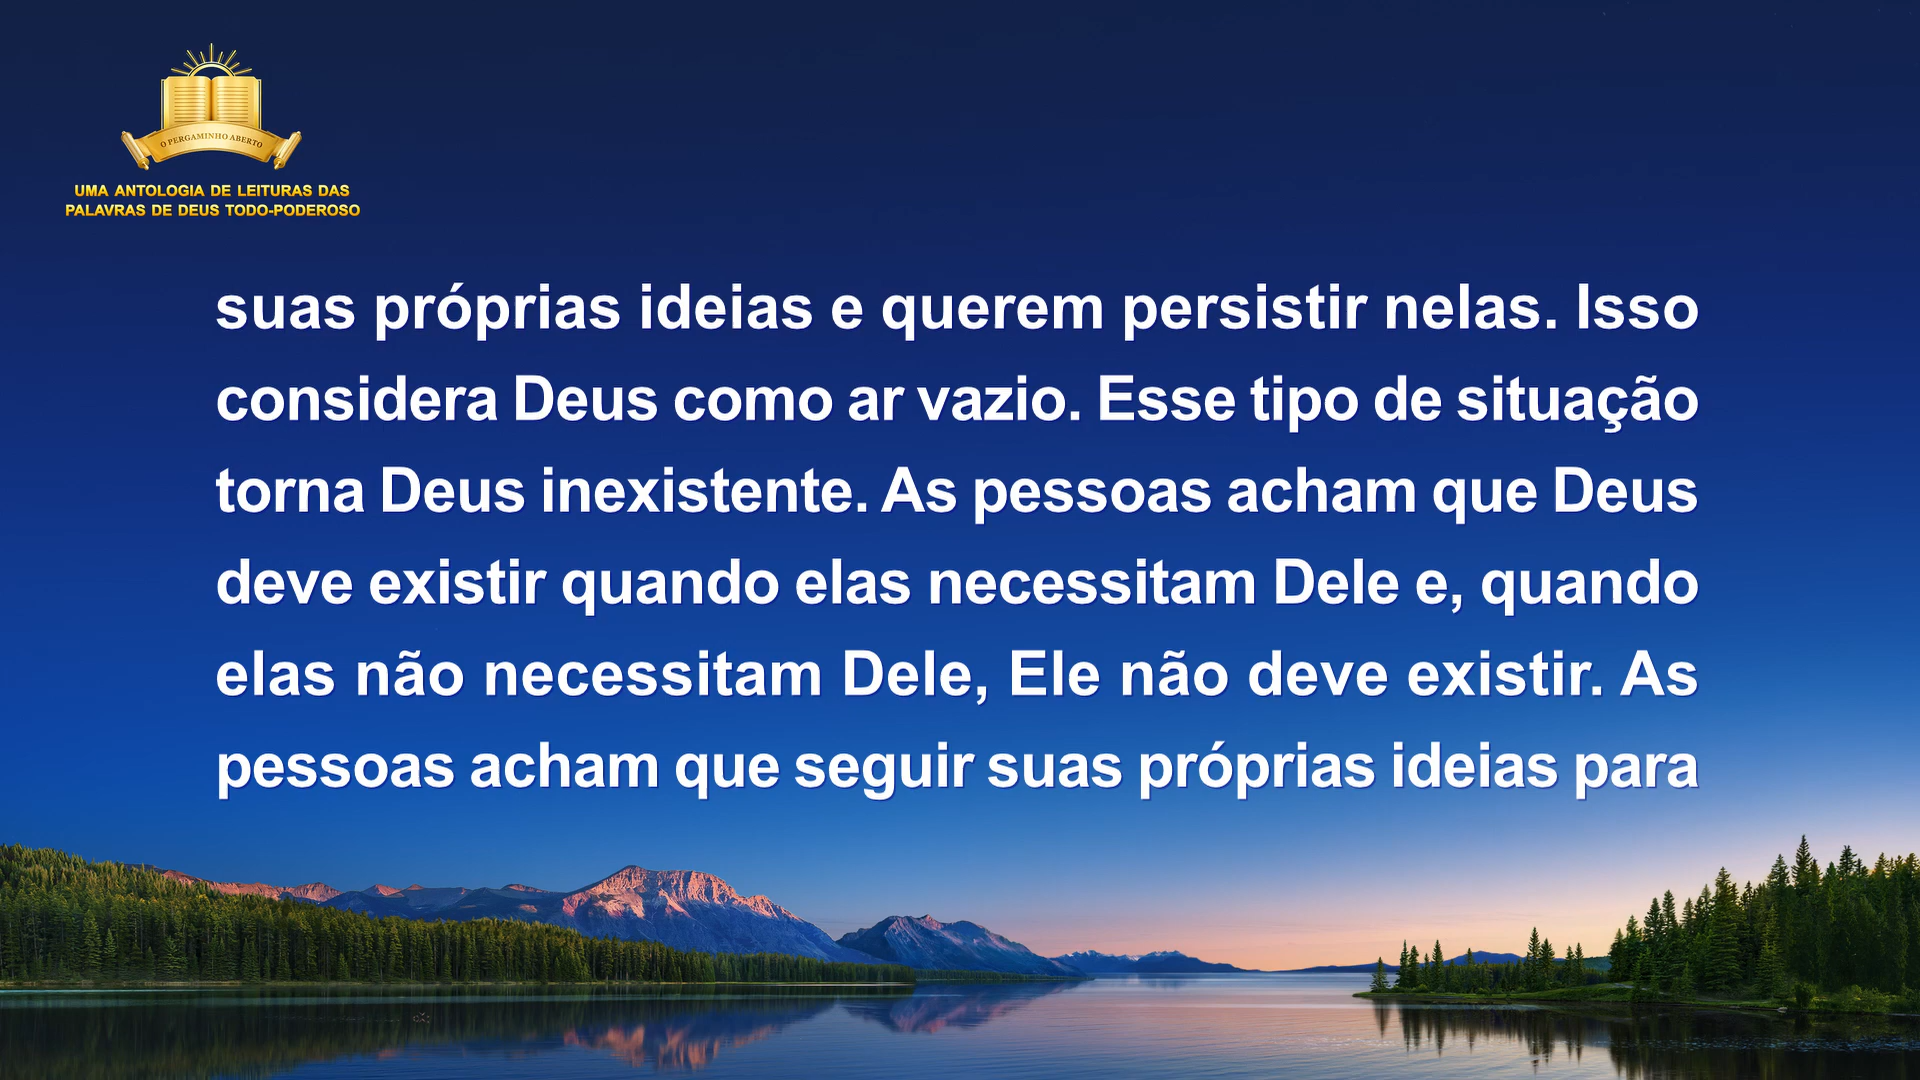 O PERGAMINHO ABERTO
UMA ANTOLOGIA DE LEITURAS DAS
PALAVRAS DE DEUS TODO-PODEROSO
suas próprias ideias e querem persistir nelas. Isso
considera Deus como ar vazio. Esse tipo de situação
torna Deus inexistente. As pessoas acham que Deus
deve existir quando elas necessitam Dele e, quando
elas não necessitam Dele, Ele não deve existir. As
pessoas acham que seguir suas próprias ideias para